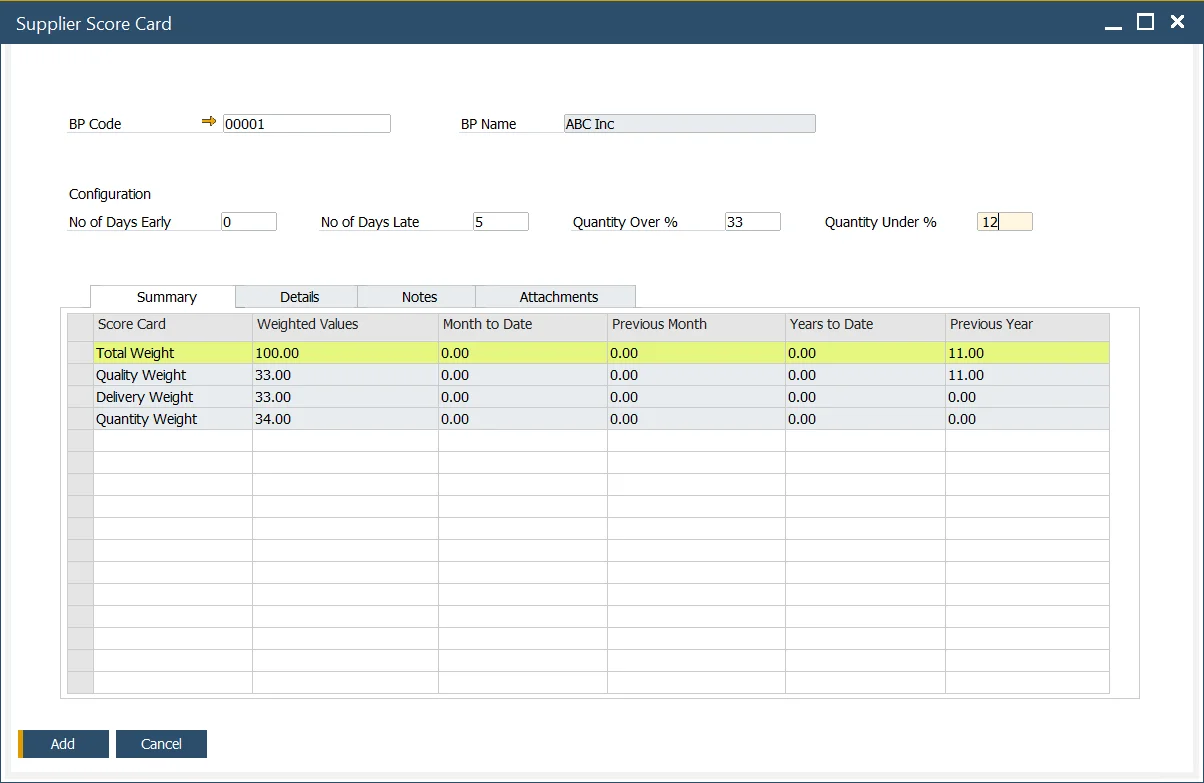 Supplier Score Card
BP Code 00001 BP Name ABC Inc
Configuration
No of Days Early 0 No of Days Late 5 Quantity Over % 33 Quantity Under % 12
Summary Details Notes Attachments
Score Card Weighted Values Month to Date Previous Month Years to Date Previous Year
Total Weight 100.00 0.00 0.00 0.00 11.00
Quality Weight 33.00 0.00 0.00 0.00 11.00
Delivery Weight 33.00 0.00 0.00 0.00 0.00
Quantity Weight 34.00 0.00 0.00 0.00 0.00
Add Cancel